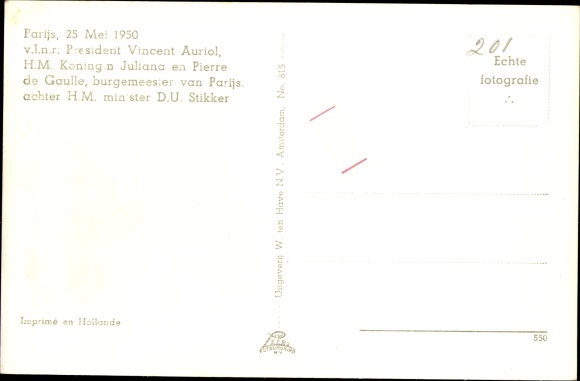 Parijs, 25 Mei 1950
v.l.n.r. President Vincent Auriol,
H.M. Koningin Juliana en Pierre
de Gaulle, burgemeester van Parijs.
achter H.M. minister D.U. Stikker
Imprimé en Hollande
Uitgeverij W. ten Have N.V., Amsterdam, No. 815
201
Echte
fotografie
550